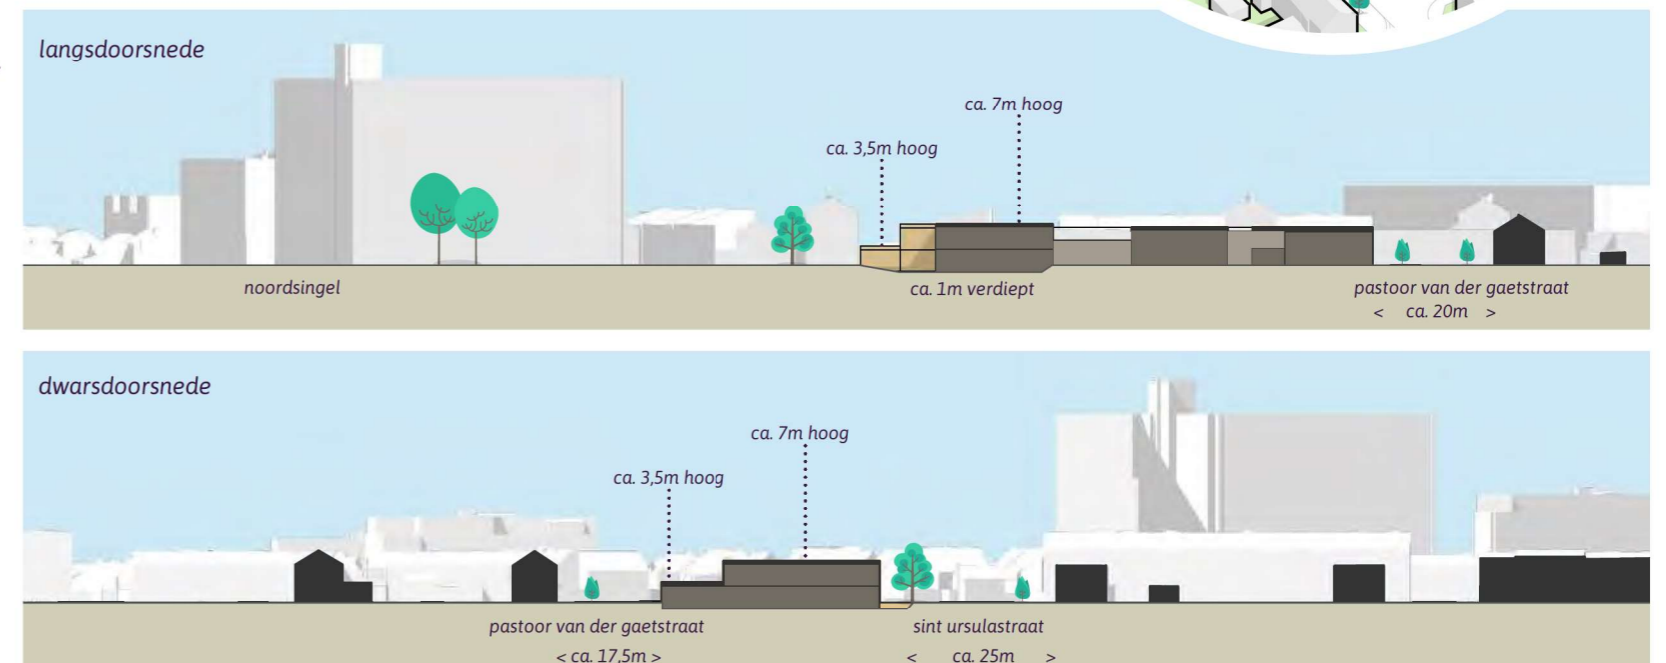 langsdoorsnede
ca. 7m hoog
ca. 3,5m hoog
noordsingel
ca. 1m verdiept
pastoor van der gaetstraat
< ca. 20m >
dwarsdoorsnede
ca. 7m hoog
ca. 3,5m hoog
pastoor van der gaetstraat
sint ursulastraat
< ca. 17,5m >
< ca. 25m >